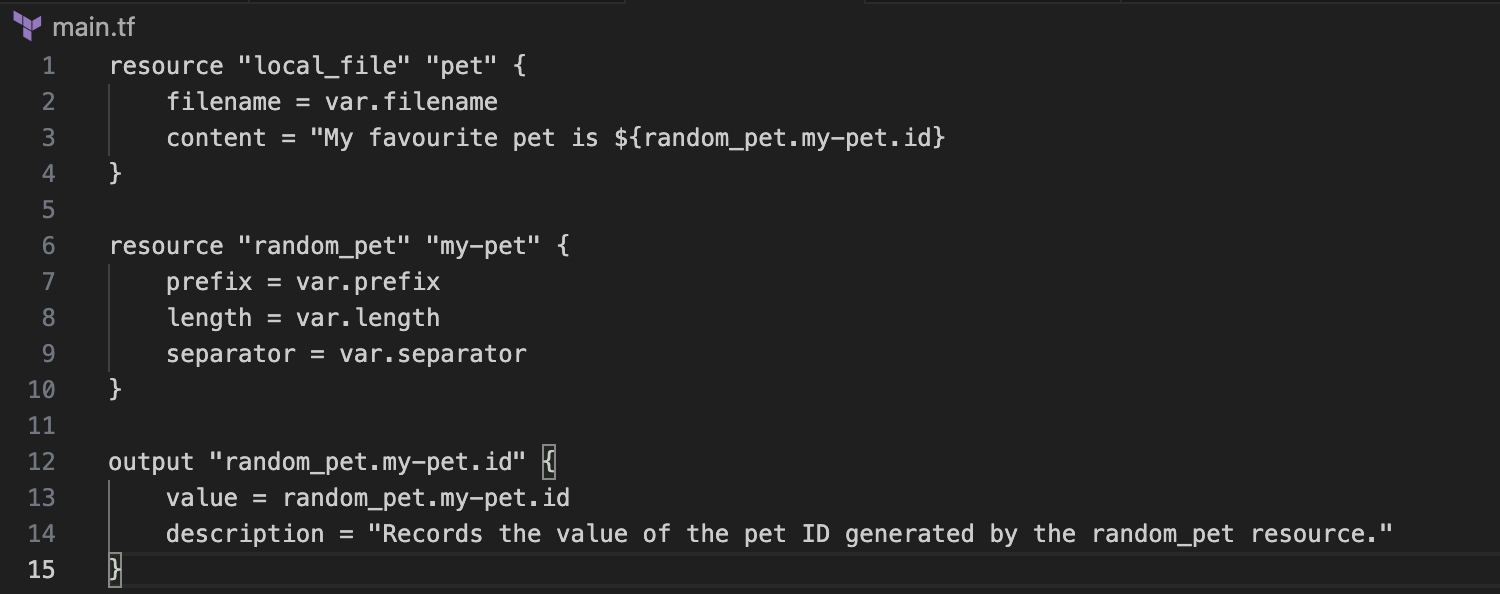 main.tf
1 resource "local_file" "pet" {
2 filename = var.filename
3 content = "My favourite pet is ${random_pet.my-pet.id}
4 }
5
6 resource "random_pet" "my-pet" {
7 prefix = var.prefix
8 length = var.length
9 separator = var.separator
10 }
11
12 output "random_pet.my-pet.id" {
13 value = random_pet.my-pet.id
14 description = "Records the value of the pet ID generated by the random_pet resource."
15 }